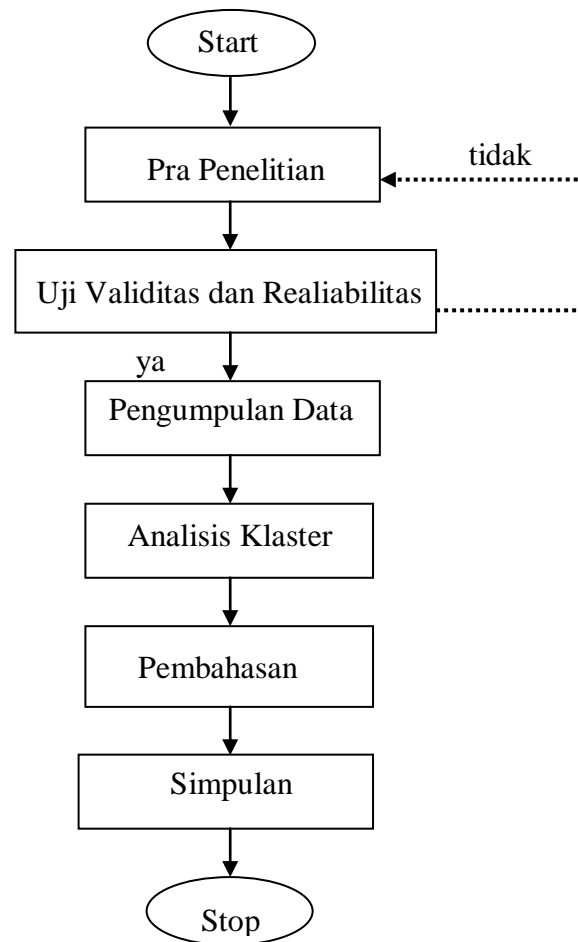 Start
Pra Penelitian
tidak
Uji Validitas dan Realiabilitas
ya
Pengumpulan Data
Analisis Klaster
Pembahasan
Simpulan
Stop